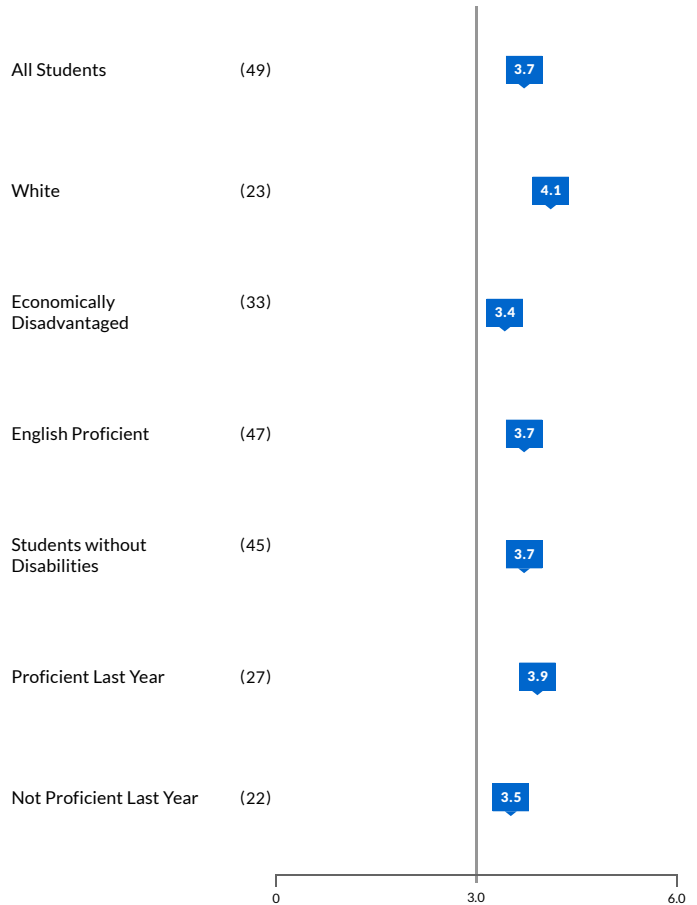 All Students (49) 3.7
White (23) 4.1
Economically (33)
Disadvantaged 3.4
English Proficient (47) 3.7
Students without (45)
Disabilities 3.7
Proficient Last Year (27) 3.9
Not Proficient Last Year (22) 3.5
0 3.0 6.0